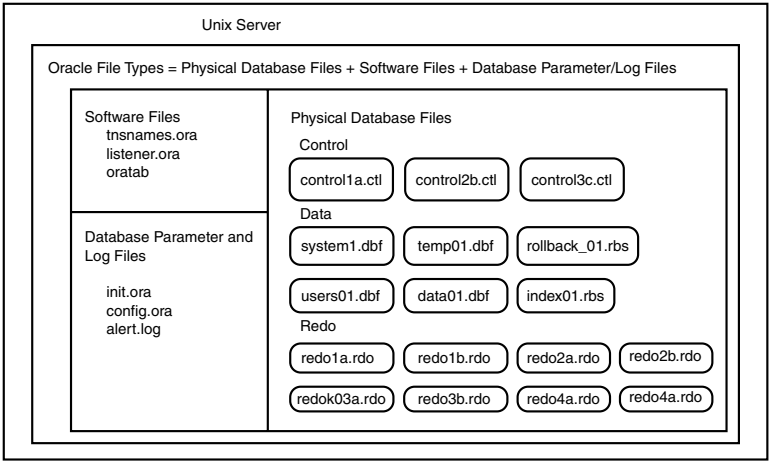 Unix Server
Oracle File Types = Physical Database Files + Software Files + Database Parameter/Log Files
Software Files
tnsnames.ora
listener.ora
oratab
Database Parameter and
Log Files
init.ora
config.ora
alert.log
Physical Database Files
Control
control1a.ctl control2b.ctl control3c.ctl
Data
system1.dbf temp01.dbf rollback_01.rbs
users01.dbf data01.dbf index01.rbs
Redo
redo1a.rdo redo1b.rdo redo2a.rdo redo2b.rdo
redok03a.rdo redo3b.rdo redo4a.rdo redo4a.rdo